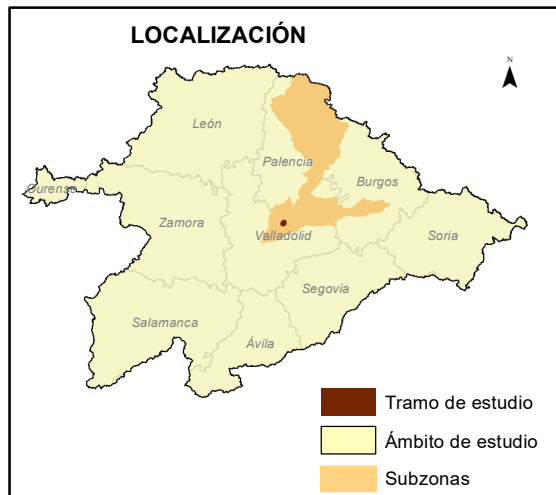 LOCALIZACIÓN
N
León
Palencia
Burgos
Ourense
Zamora
Valladolid
Soria
Segovia
Salamanca
Ávila
Tramo de estudio
Ámbito de estudio
Subzonas